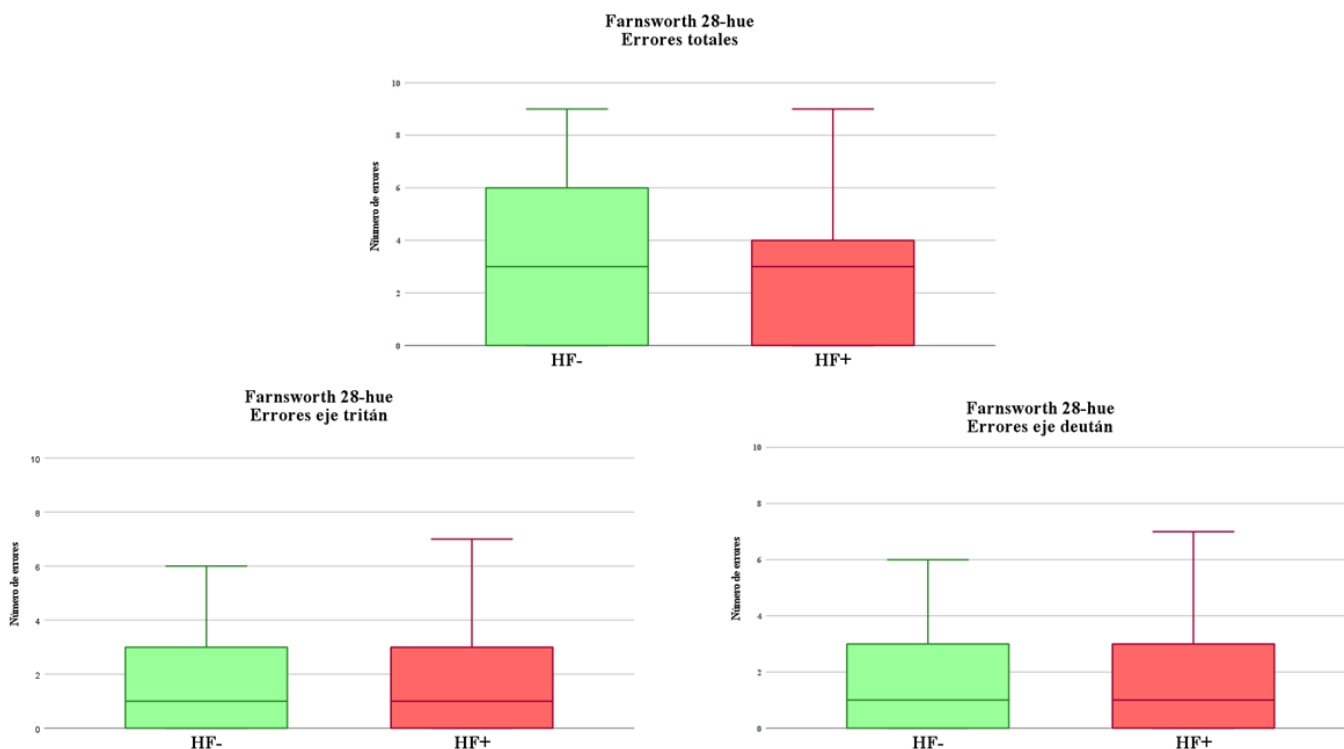 Farnsworth 28-hue
Errores totales
Níumero de errores
10
8
6
4
2
0
HF-
HF+
Farnsworth 28-hue
Errores eje tritán
Número de errores
10
8
6
4
2
0
HF-
HF+
Farnsworth 28-hue
Errores eje deután
Número de errores
10
8
6
4
2
0
HF-
HF+